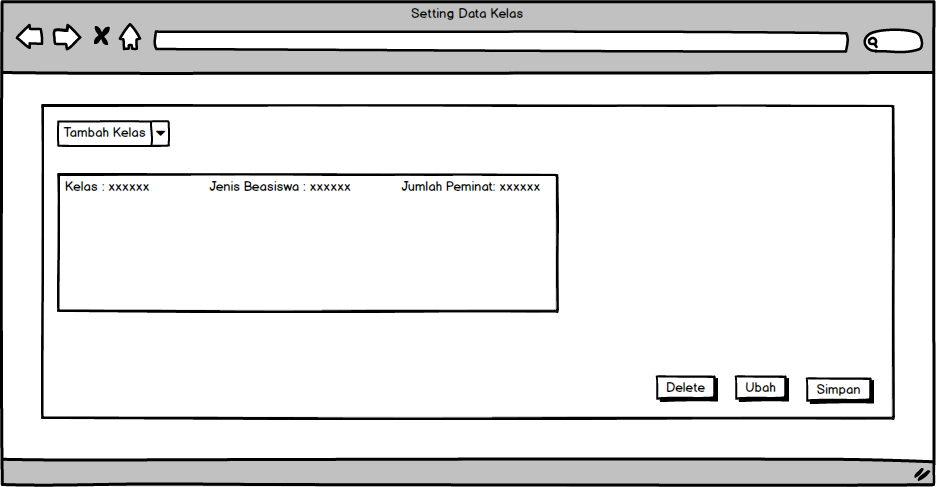 Setting Data Kelas
Tambah Kelas
Kelas : xxxxxx Jenis Beasiswa : xxxxxx Jumlah Peminat: xxxxxx
Delete Ubah Simpan